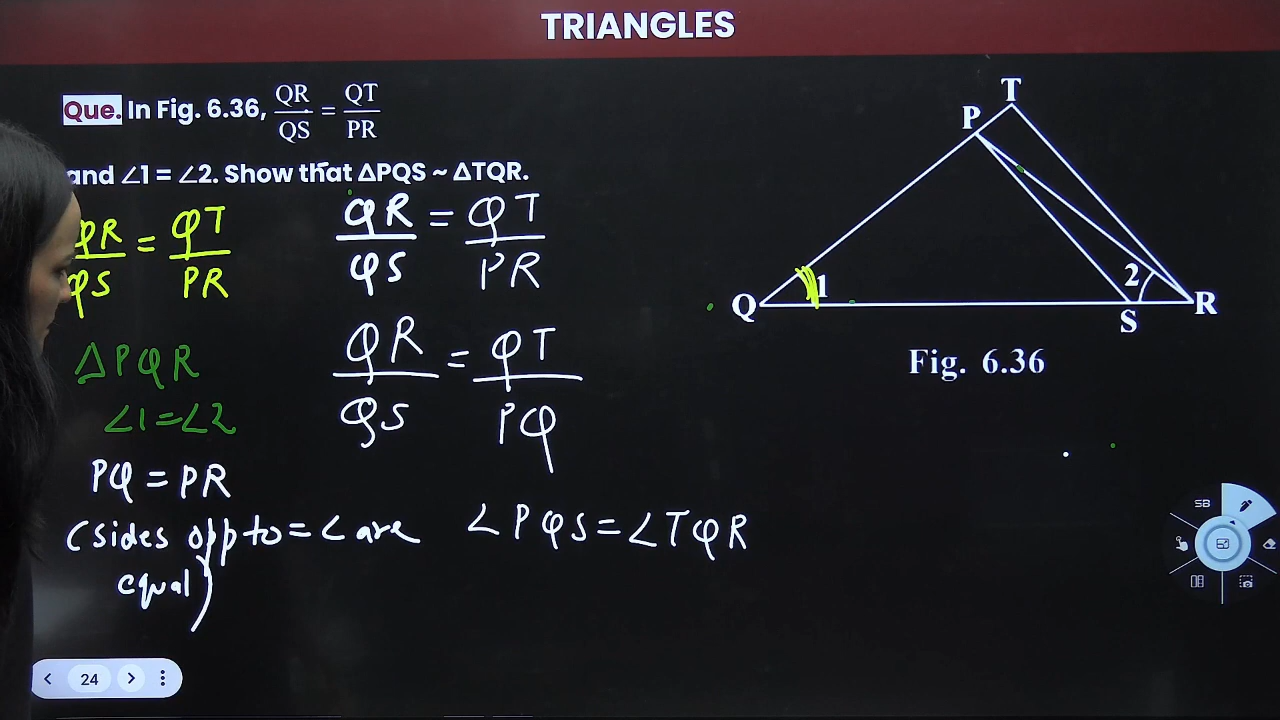 TRIANGLES
Que. In Fig. 6.36, QR/QS = QT/PR
and ∠1 = ∠2. Show that ΔPQS ~ ΔTQR.
QR/QS = QT/PR
ΔPQR
∠1=∠2
PQ = PR
(sides opp to = ∠ are
equal)
QR/QS = QT/PR
QR/QS = QT/PQ
∠PQS = ∠TQR
T
P
Q
1
2
S
R
Fig. 6.36
SB
24